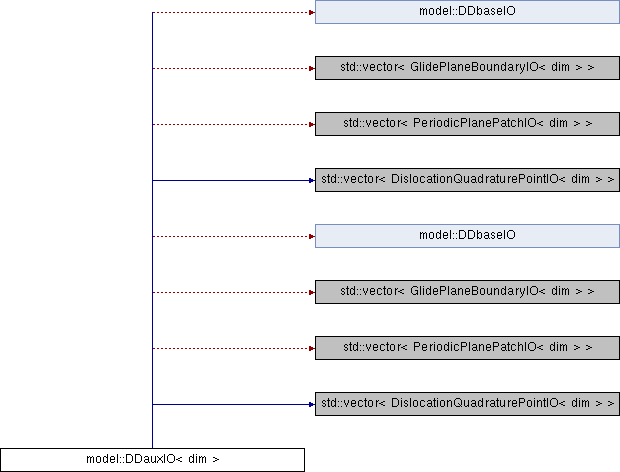 model::DDbaseIO
std::vector< GlidePlaneBoundaryIO< dim > >
std::vector< PeriodicPlanePatchIO< dim > >
std::vector< DislocationQuadraturePointIO< dim > >
model::DDbaseIO
std::vector< GlidePlaneBoundaryIO< dim > >
std::vector< PeriodicPlanePatchIO< dim > >
std::vector< DislocationQuadraturePointIO< dim > >
model::DDauxIO< dim >